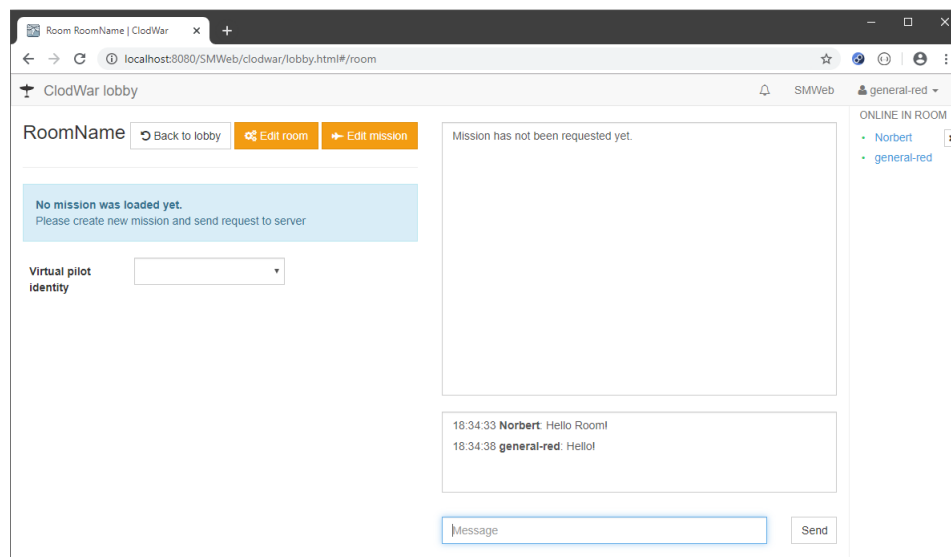 Room RoomName | ClodWar
localhost:8080/SMWeb/clodwar/lobby.html#/room
ClodWar lobby
SMWeb
general-red
RoomName
Back to lobby
Edit room
Edit mission
No mission was loaded yet.
Please create new mission and send request to server
Virtual pilot
identity
Mission has not been requested yet.
18:34:33 Norbert: Hello Room!
18:34:38 general-red: Hello!
Message
Send
ONLINE IN ROOM
Norbert
general-red